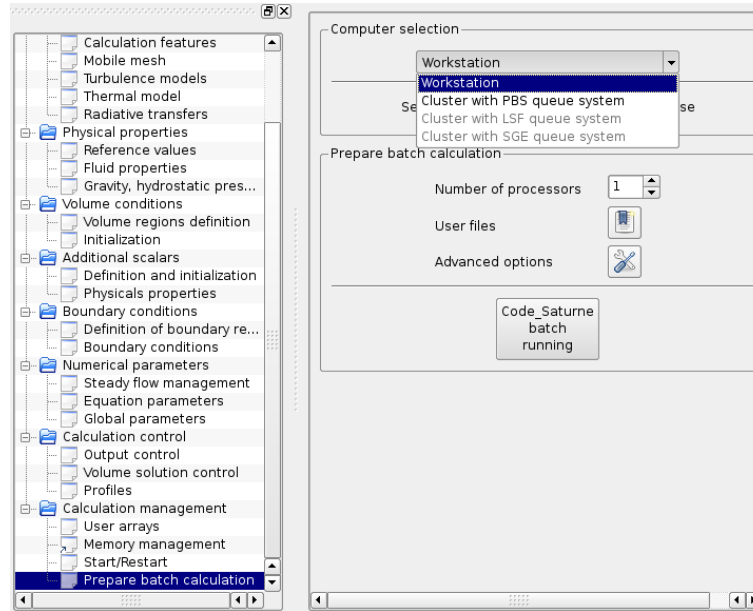 Calculation features
Mobile mesh
Turbulence models
Thermal model
Radiative transfers
Physical properties
Reference values
Fluid properties
Gravity, hydrostatic pres...
Volume conditions
Volume regions definition
Initialization
Additional scalars
Definition and initialization
Physicals properties
Boundary conditions
Definition of boundary re...
Boundary conditions
Numerical parameters
Steady flow management
Equation parameters
Global parameters
Calculation control
Output control
Volume solution control
Profiles
Calculation management
User arrays
Memory management
Start/Restart
Prepare batch calculation
Computer selection
Workstation
Workstation
Cluster with PBS queue system
Cluster with LSF queue system
Cluster with SGE queue system
Prepare batch calculation
Number of processors 1
User files
Advanced options
Code_Saturne
batch
running